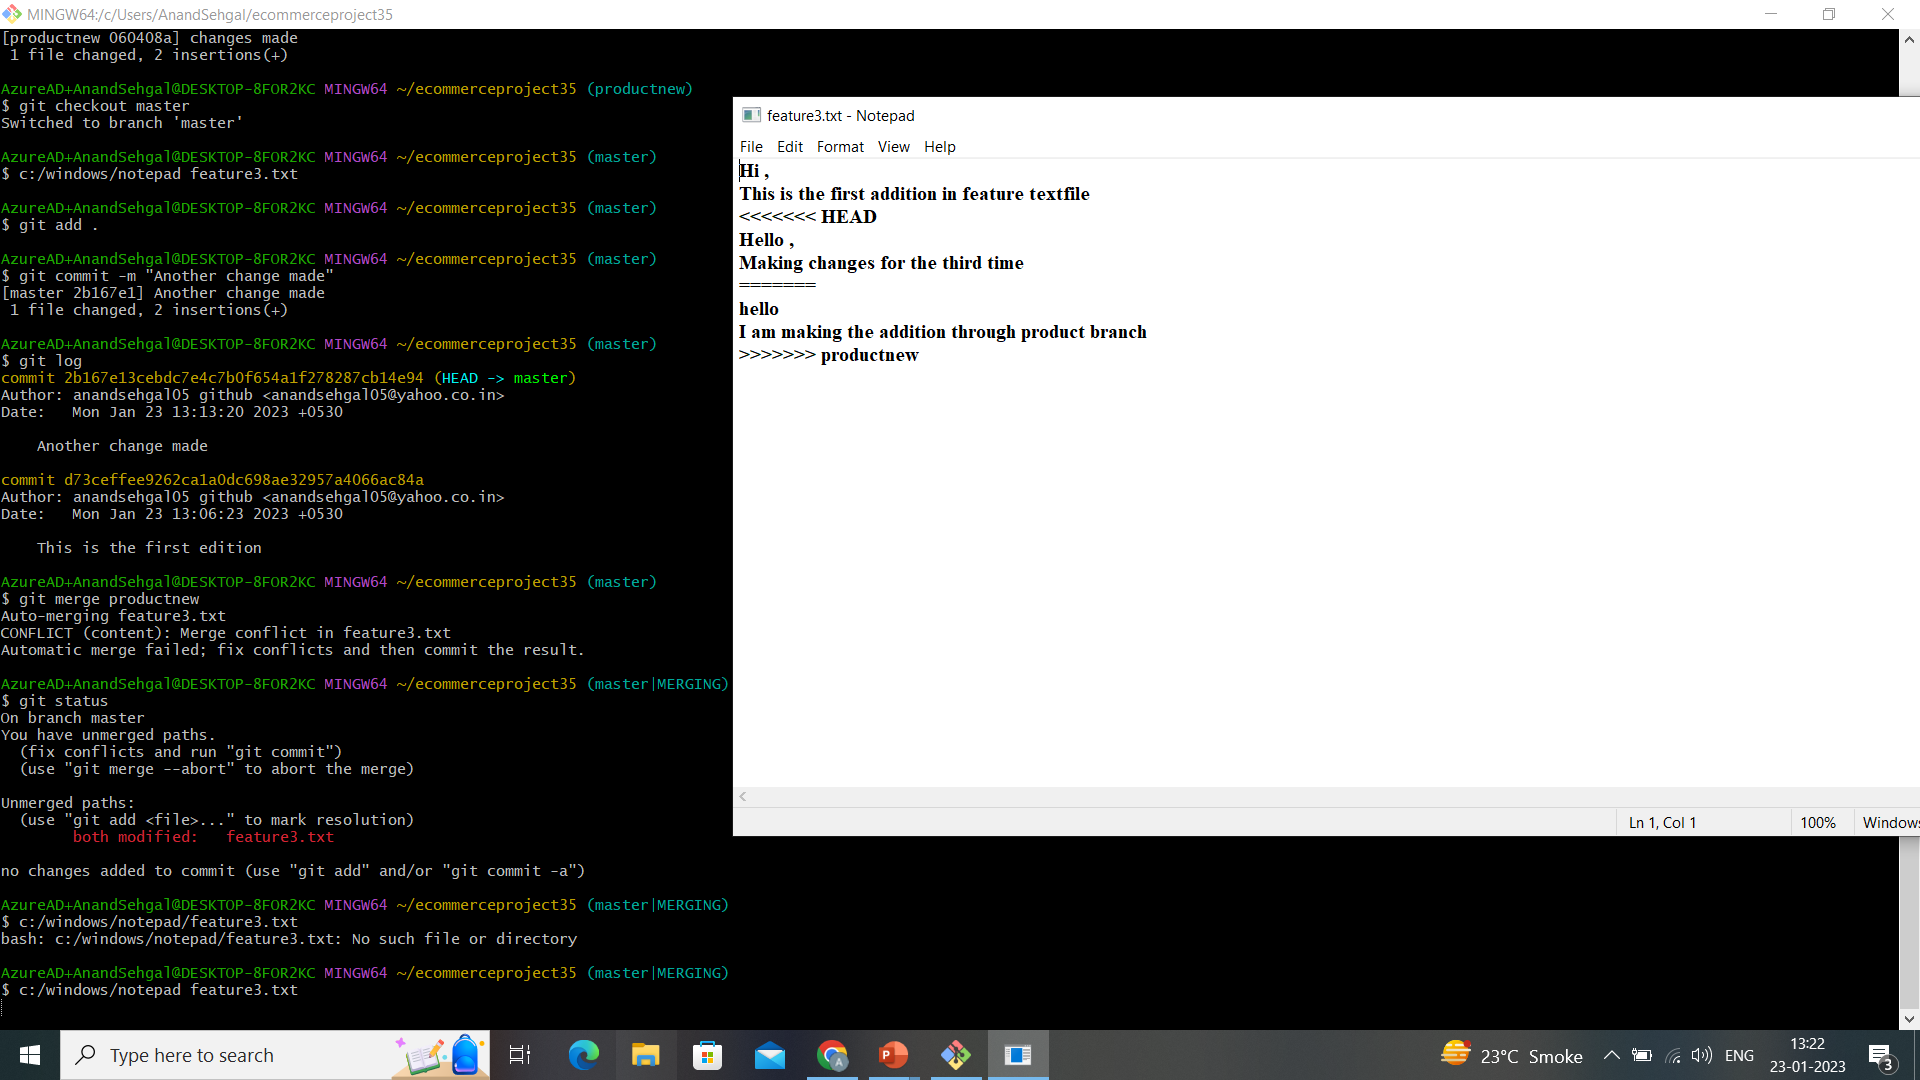 MINGW64:/c/Users/AnandSehgal/ecommerceproject35
[productnew 060408a] changes made
 1 file changed, 2 insertions(+)
AzureAD+AnandSehgal@DESKTOP-8FOR2KC MINGW64 ~/ecommerceproject35 (productnew)
$ git checkout master
Switched to branch 'master'
AzureAD+AnandSehgal@DESKTOP-8FOR2KC MINGW64 ~/ecommerceproject35 (master)
$ c:/windows/notepad feature3.txt
AzureAD+AnandSehgal@DESKTOP-8FOR2KC MINGW64 ~/ecommerceproject35 (master)
$ git add .
AzureAD+AnandSehgal@DESKTOP-8FOR2KC MINGW64 ~/ecommerceproject35 (master)
$ git commit -m "Another change made"
[master 2b167e1] Another change made
 1 file changed, 2 insertions(+)
AzureAD+AnandSehgal@DESKTOP-8FOR2KC MINGW64 ~/ecommerceproject35 (master)
$ git log
commit 2b167e13cebdc7e4c7b0f654a1f278287cb14e94 (HEAD -> master)
Author: anandsehgal05 github <anandsehgal05@yahoo.co.in>
Date:   Mon Jan 23 13:13:20 2023 +0530
    Another change made
commit d73ceffee9262ca1a0dc698ae32957a4066ac84a
Author: anandsehgal05 github <anandsehgal05@yahoo.co.in>
Date:   Mon Jan 23 13:06:23 2023 +0530
    This is the first edition
AzureAD+AnandSehgal@DESKTOP-8FOR2KC MINGW64 ~/ecommerceproject35 (master)
$ git merge productnew
Auto-merging feature3.txt
CONFLICT (content): Merge conflict in feature3.txt
Automatic merge failed; fix conflicts and then commit the result.
AzureAD+AnandSehgal@DESKTOP-8FOR2KC MINGW64 ~/ecommerceproject35 (master|MERGING)
$ git status
On branch master
You have unmerged paths.
  (fix conflicts and run "git commit")
  (use "git merge --abort" to abort the merge)
Unmerged paths:
  (use "git add <file>..." to mark resolution)
        both modified:   feature3.txt
no changes added to commit (use "git add" and/or "git commit -a")
AzureAD+AnandSehgal@DESKTOP-8FOR2KC MINGW64 ~/ecommerceproject35 (master|MERGING)
$ c:/windows/notepad/feature3.txt
bash: c:/windows/notepad/feature3.txt: No such file or directory
AzureAD+AnandSehgal@DESKTOP-8FOR2KC MINGW64 ~/ecommerceproject35 (master|MERGING)
$ c:/windows/notepad feature3.txt
feature3.txt - Notepad
File Edit Format View Help
Hi ,
This is the first addition in feature textfile
<<<<<<< HEAD
Hello ,
Making changes for the third time
=======
hello
I am making the addition through product branch
>>>>>>> productnew
Ln 1, Col 1 100% Windows
Type here to search
A
P
23°C Smoke
ENG
13:22
23-01-2023
3